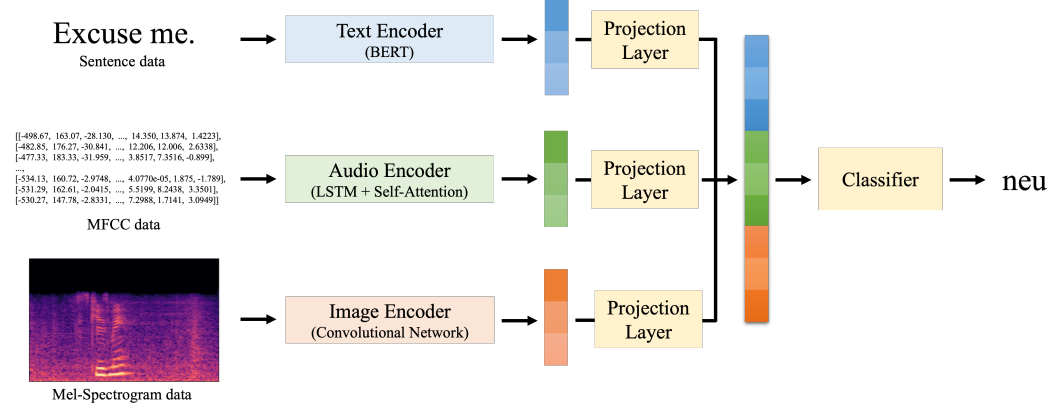 Excuse me.
Sentence data
Text Encoder
(BERT)
Projection
Layer
[[-498.67, 163.07, -28.130, ..., 14.350, 13.874, 1.4223],
[-482.85, 176.27, -30.841, ..., 12.206, 12.006, 2.6338],
[-477.33, 183.33, -31.959, ..., 3.8517, 7.3516, -0.899],
...,
[-534.13, 160.72, -2.9748, ..., 4.0770e-05, 1.875, -1.789],
[-531.29, 162.61, -2.0415, ..., 5.5199, 8.2438, 3.3501],
[-530.27, 147.78, -2.8331, ..., 7.2988, 1.7141, 3.0949]]
MFCC data
Audio Encoder
(LSTM + Self-Attention)
Projection
Layer
Classifier
neu
Image Encoder
(Convolutional Network)
Projection
Layer
Mel-Spectrogram data